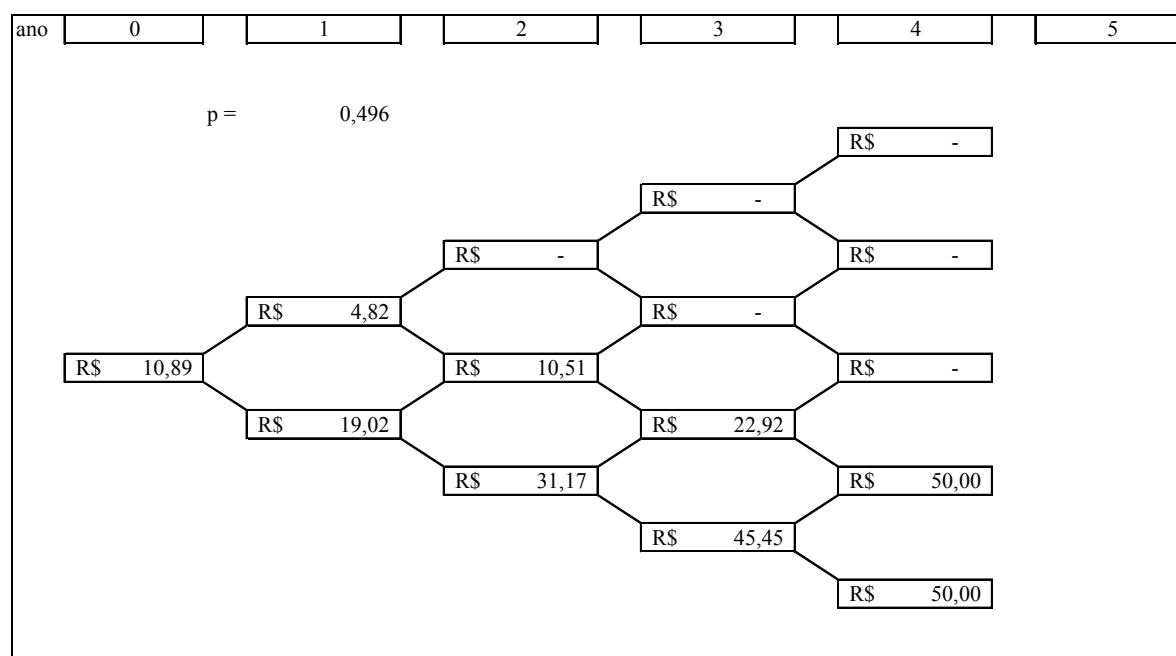 ano 0 1 2 3 4 5
p = 0,496
R$ -
R$ -
R$ - R$ -
R$ 4,82 R$ -
R$ 10,89 R$ 10,51 R$ -
R$ 19,02 R$ 22,92
R$ 31,17 R$ 50,00
R$ 45,45
R$ 50,00